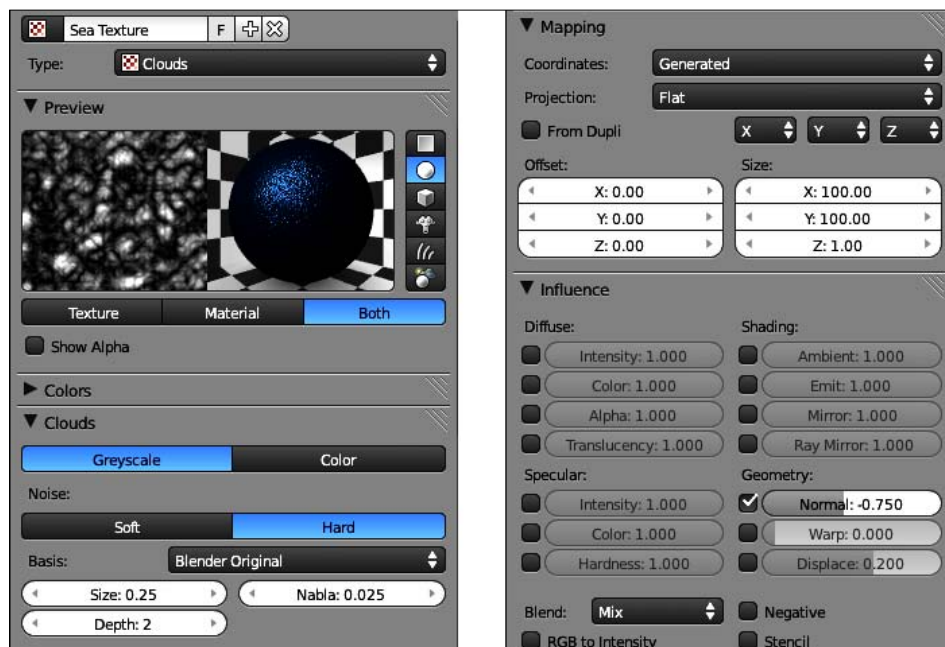 Sea Texture F
Type: Clouds
Preview
Texture Material Both
Show Alpha
Colors
Clouds
Greyscale Color
Noise:
Soft Hard
Basis: Blender Original
Size: 0.25 Nabla: 0.025
Depth: 2
Mapping
Coordinates: Generated
Projection: Flat
From Dupli X Y Z
Offset: Size:
X: 0.00 X: 100.00
Y: 0.00 Y: 100.00
Z: 0.00 Z: 1.00
Influence
Diffuse: Shading:
Intensity: 1.000 Ambient: 1.000
Color: 1.000 Emit: 1.000
Alpha: 1.000 Mirror: 1.000
Translucency: 1.000 Ray Mirror: 1.000
Specular: Geometry:
Intensity: 1.000 Normal: -0.750
Color: 1.000 Warp: 0.000
Hardness: 1.000 Displace: 0.200
Blend: Mix Negative
RGB to Intensity Stencil